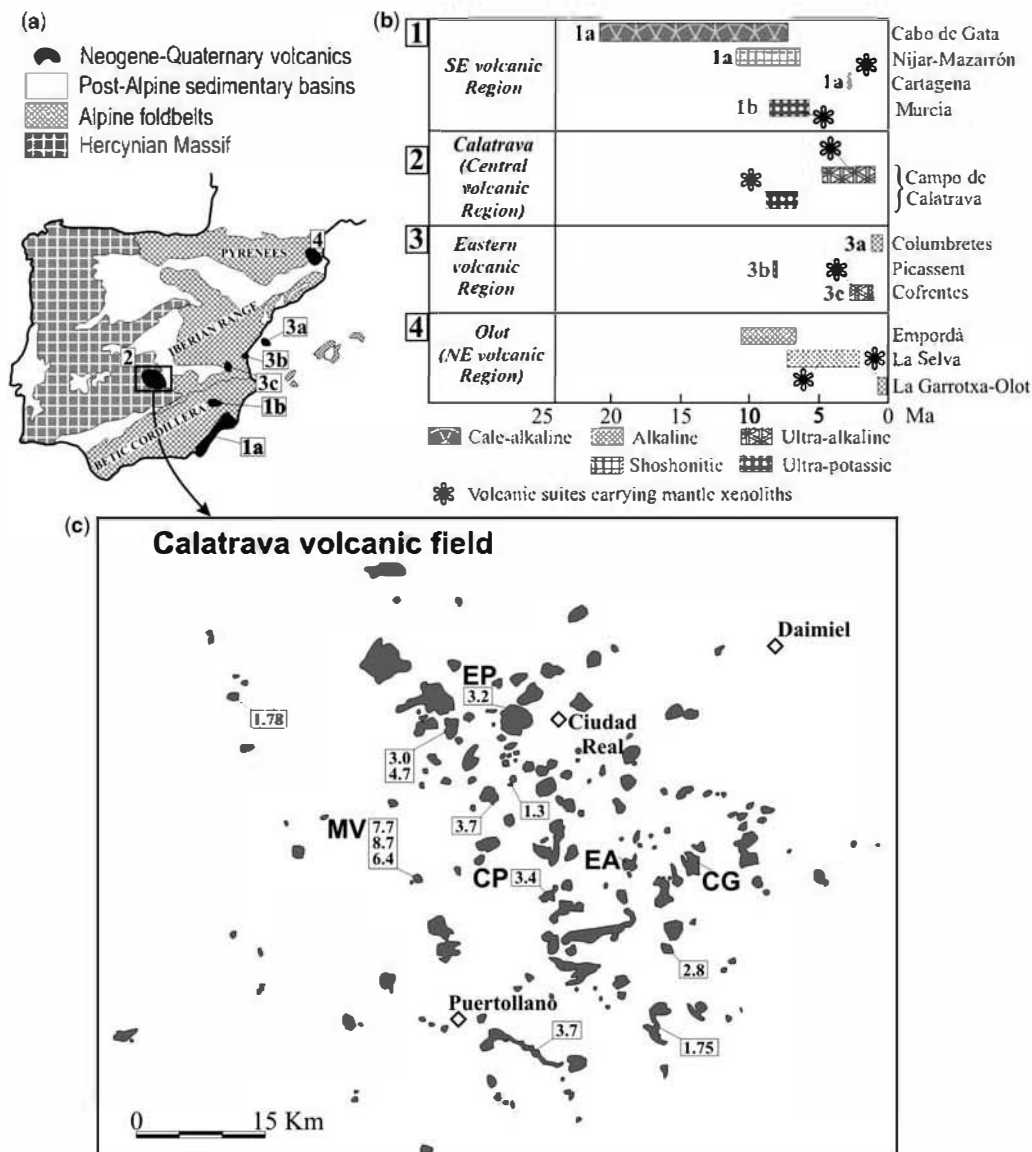 (a)
Neogene-Quaternary volcanics
Post-Alpine sedimentary basins
Alpine foldbelts
Hercynian Massif
PYRENEES
4
IBERIAN RANGE
3a
2
3b
3c
BETIC CORDILLERA
1b
1a
(b)
1
SE volcanic
Region
1a
Cabo de Gata
1a
Nijar-Mazarrón
1a
Cartagena
1b
Murcia
2
Calatrava
(Central
volcanic
Region)
Campo de
Calatrava
3
Eastern
volcanic
Region
3a
Columbretes
3b
Picassent
3c
Cofrentes
4
Olot
(NE volcanic
Region)
Empordà
La Selva
La Garrotxa-Olot
25 10 5 0 Ma
Calc-alkaline
Alkaline
Ultra-alkaline
Shoshonitic
Ultra-potassic
Volcanic suites carrying mantle xenoliths
(c)
Calatrava volcanic field
Daimiel
EP
3.2
1.78
Ciudad
Real
3.0
4.7
1.3
3.7
MV
7.7
8.7
6.4
EA
CP
3.4
CG
2.8
Puertollano
3.7
1.75
0 15 Km